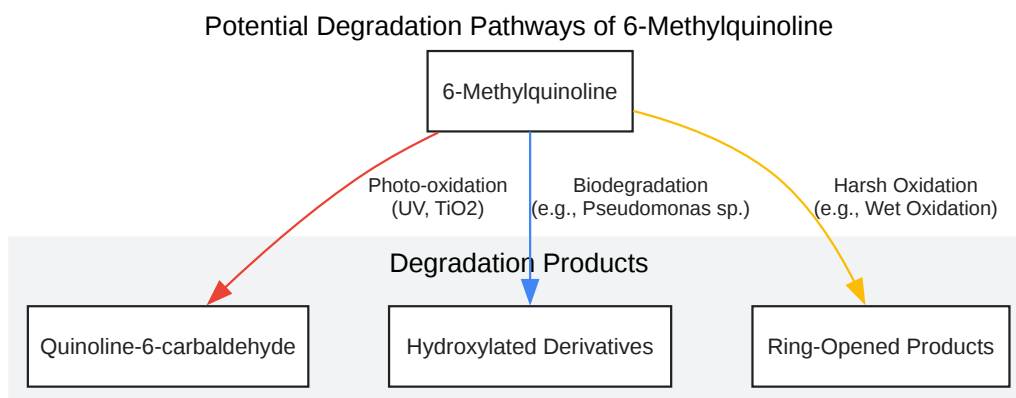 Potential Degradation Pathways of 6-Methylquinoline
6-Methylquinoline
Photo-oxidation
(UV, TiO2)
Biodegradation
(e.g., Pseudomonas sp.)
Harsh Oxidation
(e.g., Wet Oxidation)
Degradation Products
Quinoline-6-carbaldehyde
Hydroxylated Derivatives
Ring-Opened Products